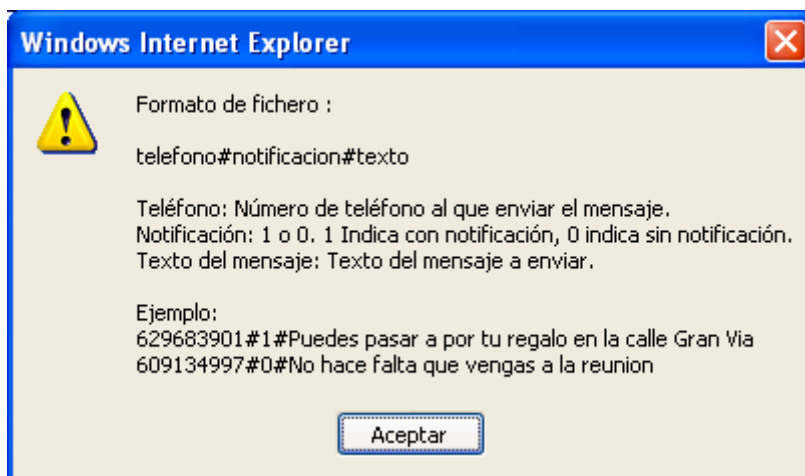 Windows Internet Explorer
Formato de fichero :
telefono#notificacion#texto
Teléfono: Número de teléfono al que enviar el mensaje.
Notificación: 1 o 0. 1 Indica con notificación, 0 indica sin notificación.
Texto del mensaje: Texto del mensaje a enviar.
Ejemplo:
629683901#1#Puedes pasar a por tu regalo en la calle Gran Via
609134997#0#No hace falta que vengas a la reunion
Aceptar